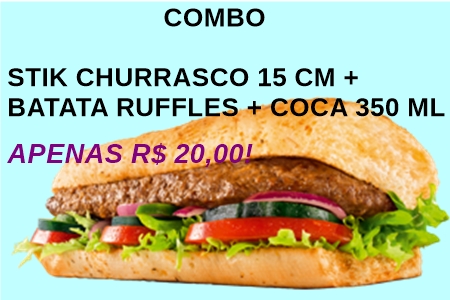 COMBO
STIK CHURRASCO 15 CM +
BATATA RUFFLES + COCA 350 ML
APENAS R$ 20,00!